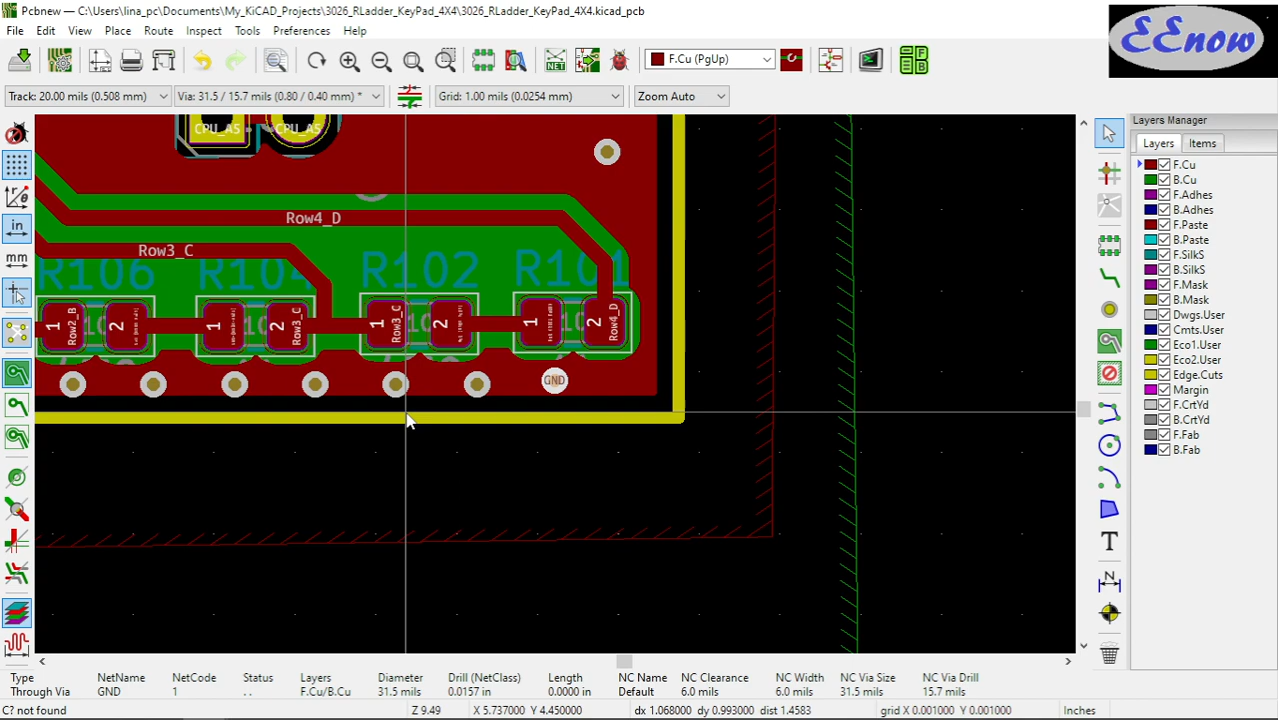 Pcbnew — C:\Users\lina_pc\Documents\My_KiCAD_Projects\3026_RLadder_KeyPad_4X4\3026_RLadder_KeyPad_4X4.kicad_pcb
EEnow
File Edit View Place Route Inspect Tools Preferences Help
NET
F.Cu (PgUp)
Track: 20.00 mils (0.508 mm)
Via: 31.5 / 15.7 mils (0.80 / 0.40 mm) *
Grid: 1.00 mils (0.0254 mm)
Zoom Auto
Layers Manager
Layers Items
F.Cu
B.Cu
F.Adhes
B.Adhes
F.Paste
B.Paste
F.SilkS
B.SilkS
F.Mask
B.Mask
Dwgs.User
Cmts.User
Eco1.User
Eco2.User
Edge.Cuts
Margin
F.CrtYd
B.CrtYd
F.Fab
B.Fab
in
mm
CPU_A5 CPU_A5
Row4_D
Row3_C
R106 R104 R102 R101
1 Row2_B 2 1 2 Row3_C 1 Row3_C 2 1 2 Row4_D
GND
T
N
Type NetName NetCode Status Layers Diameter Drill (NetClass) Length NC Name NC Clearance NC Width NC Via Size NC Via Drill
Through Via GND 1 . . F.Cu/B.Cu 31.5 mils 0.0157 in 0.0000 in Default 6.0 mils 6.0 mils 31.5 mils 15.7 mils
C? not found Z 9.49 X 5.737000 Y 4.450000 dx 1.068000 dy 0.993000 dist 1.4583 grid X 0.001000 Y 0.001000 Inches